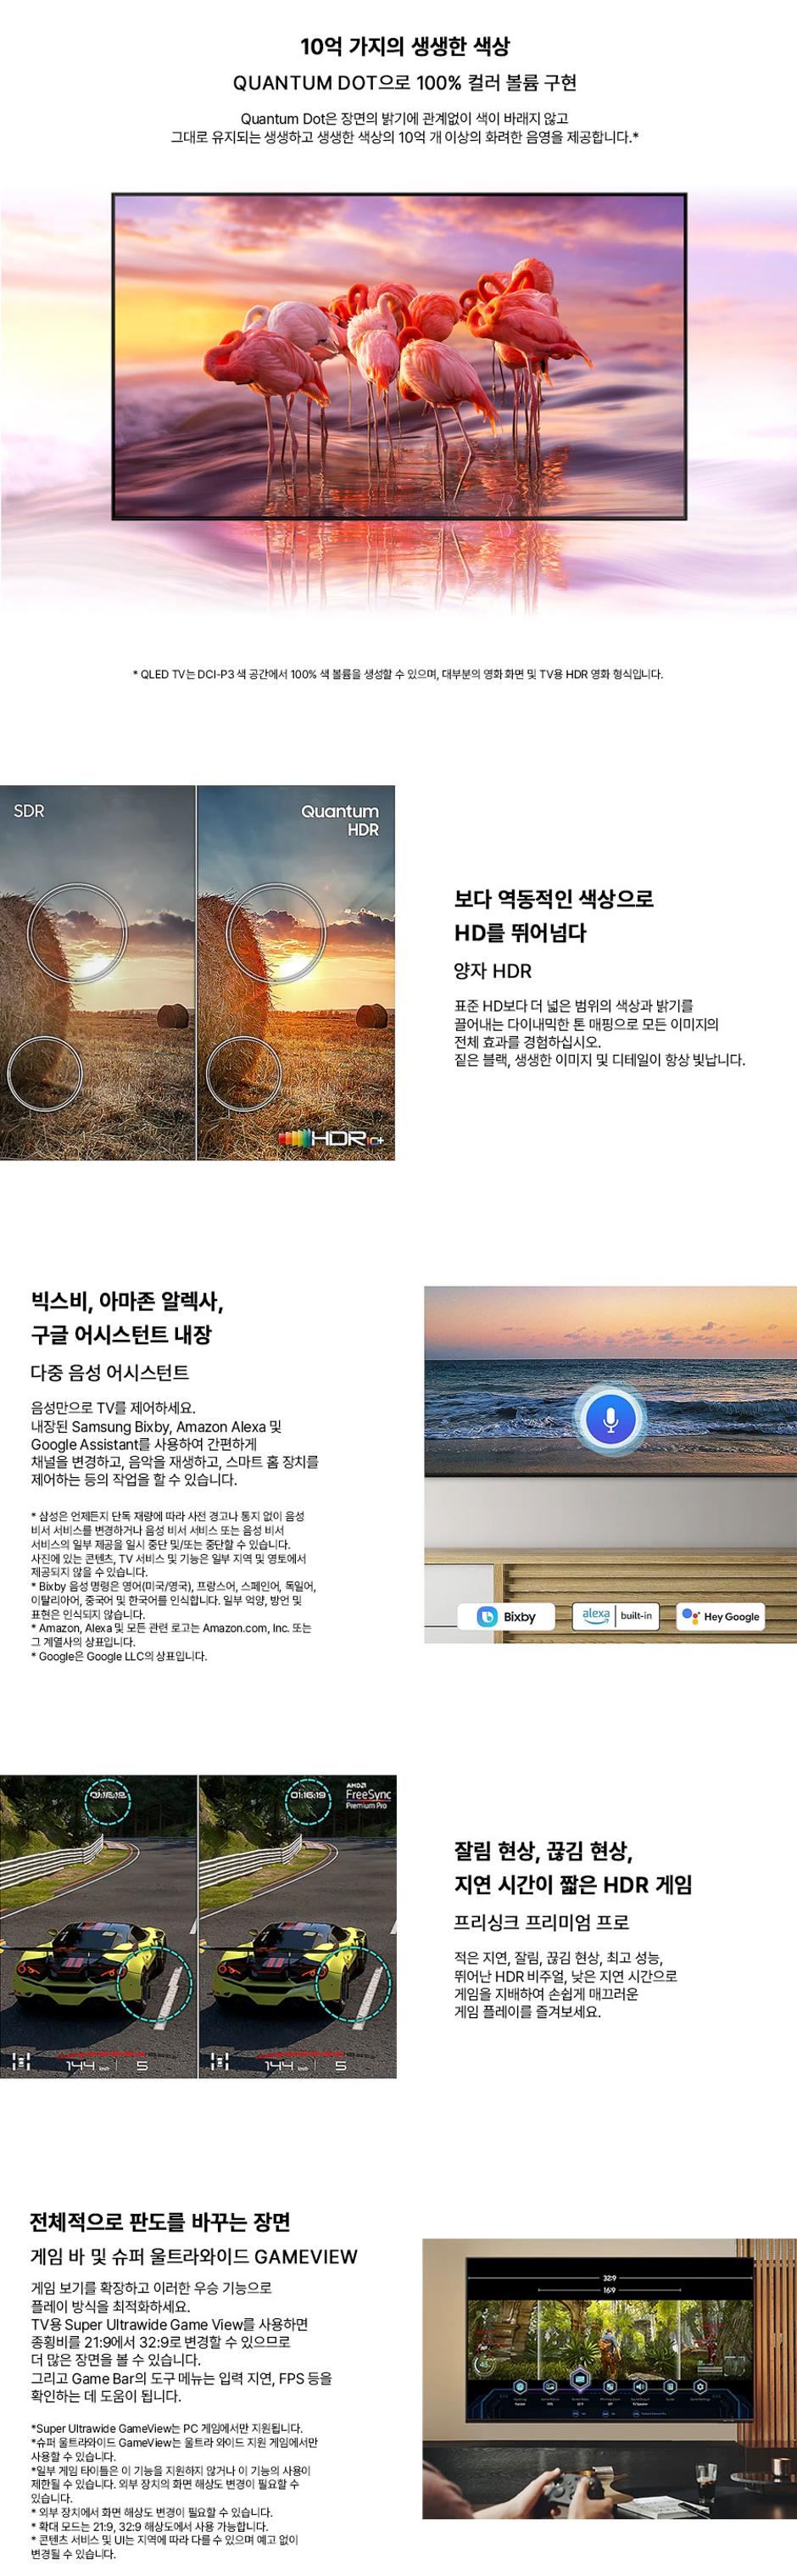 10억 가지의 생생한 색상
QUANTUM DOT으로 100% 컬러 볼륨 구현
Quantum Dot은 장면의 밝기에 관계없이 색이 바래지 않고
그대로 유지되는 생생하고 생생한 색상의 10억 개 이상의 화려한 음영을 제공합니다.*
* QLED TV는 DCI-P3 색 공간에서 100% 색 볼륨을 생성할 수 있으며, 대부분의 영화 화면 및 TV용 HDR 영화 형식입니다.
SDR
Quantum
HDR
HDR10+
보다 역동적인 색상으로
HD를 뛰어넘다
양자 HDR
표준 HD보다 더 넓은 범위의 색상과 밝기를
끌어내는 다이내믹한 톤 매핑으로 모든 이미지의
전체 효과를 경험하십시오.
짙은 블랙, 생생한 이미지 및 디테일이 항상 빛납니다.
빅스비, 아마존 알렉사,
구글 어시스턴트 내장
다중 음성 어시스턴트
음성만으로 TV를 제어하세요.
내장된 Samsung Bixby, Amazon Alexa 및
Google Assistant를 사용하여 간편하게
채널을 변경하고, 음악을 재생하고, 스마트 홈 장치를
제어하는 등의 작업을 할 수 있습니다.
* 삼성은 언제든지 단독 재량에 따라 사전 경고나 통지 없이 음성
비서 서비스를 변경하거나 음성 비서 서비스 또는 음성 비서
서비스의 일부 제공을 일시 중단 및/또는 중단할 수 있습니다.
사진에 있는 콘텐츠, TV 서비스 및 기능은 일부 지역 및 영토에서
제공되지 않을 수 있습니다.
* Bixby 음성 명령은 영어(미국/영국), 프랑스어, 스페인어, 독일어,
이탈리아어, 중국어 및 한국어를 인식합니다. 일부 억양, 방언 및
표현은 인식되지 않습니다.
* Amazon, Alexa 및 모든 관련 로고는 Amazon.com, Inc. 또는
그 계열사의 상표입니다.
* Google은 Google LLC의 상표입니다.
Bixby
alexa built-in
Hey Google
01:16:19
01:16:19
AMD
FreeSync
Premium Pro
144 5
144 5
잘림 현상, 끊김 현상,
지연 시간이 짧은 HDR 게임
프리싱크 프리미엄 프로
적은 지연, 잘림, 끊김 현상, 최고 성능,
뛰어난 HDR 비주얼, 낮은 지연 시간으로
게임을 지배하여 손쉽게 매끄러운
게임 플레이를 즐겨보세요.
전체적으로 판도를 바꾸는 장면
게임 바 및 슈퍼 울트라와이드 GAMEVIEW
게임 보기를 확장하고 이러한 우승 기능으로
플레이 방식을 최적화하세요.
TV용 Super Ultrawide Game View를 사용하면
종횡비를 21:9에서 32:9로 변경할 수 있으므로
더 많은 장면을 볼 수 있습니다.
그리고 Game Bar의 도구 메뉴는 입력 지연, FPS 등을
확인하는 데 도움이 됩니다.
*Super Ultrawide GameView는 PC 게임에서만 지원됩니다.
*슈퍼 울트라와이드 GameView는 울트라 와이드 지원 게임에서만
사용할 수 있습니다.
*일부 게임 타이틀은 이 기능을 지원하지 않거나 이 기능의 사용이
제한될 수 있습니다. 외부 장치의 화면 해상도 변경이 필요할 수
있습니다.
* 외부 장치에서 화면 해상도 변경이 필요할 수 있습니다.
* 확대 모드는 21:9, 32:9 해상도에서 사용 가능합니다.
* 콘텐츠 서비스 및 UI는 지역에 따라 다를 수 있으며 예고 없이
변경될 수 있습니다.
32:9
16:9